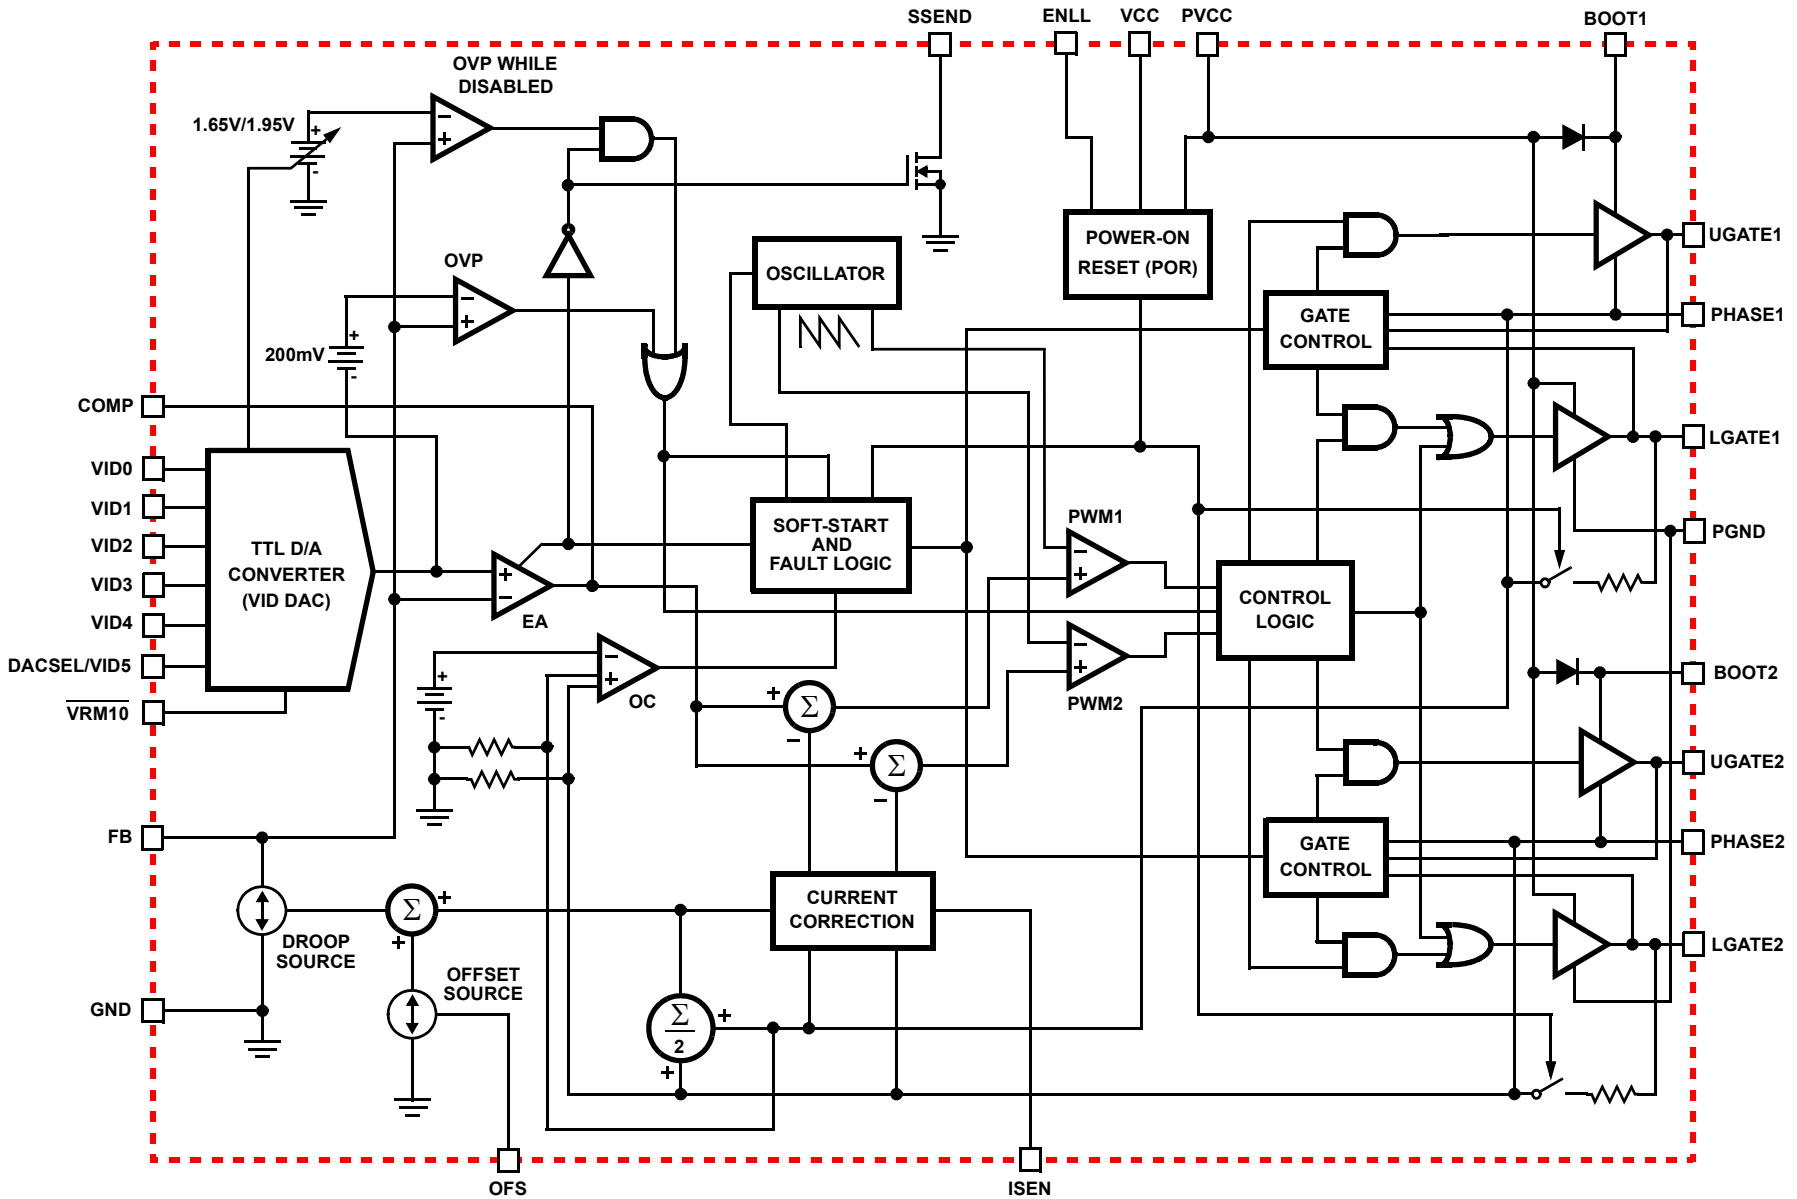 SSEND
ENLL
VCC
PVCC
BOOT1
OVP WHILE
DISABLED
1.65V/1.95V
+
-
−
+
UGATE1
POWER-ON
RESET (POR)
OVP
OSCILLATOR
−
+
GATE
CONTROL
PHASE1
200mV
+
-
COMP
LGATE1
VID0
VID1
VID2
VID3
VID4
DACSEL/VID5
VRM10
TTL D/A
CONVERTER
(VID DAC)
+
−
EA
SOFT-START
AND
FAULT LOGIC
PWM1
−
+
PGND
CONTROL
LOGIC
−
+
PWM2
−
+
OC
+
-
+
Σ
−
+
Σ
−
BOOT2
UGATE2
FB
GATE
CONTROL
PHASE2
CURRENT
CORRECTION
Σ
+
+
DROOP
SOURCE
OFFSET
SOURCE
LGATE2
GND
Σ
2
+
+
OFS
ISEN